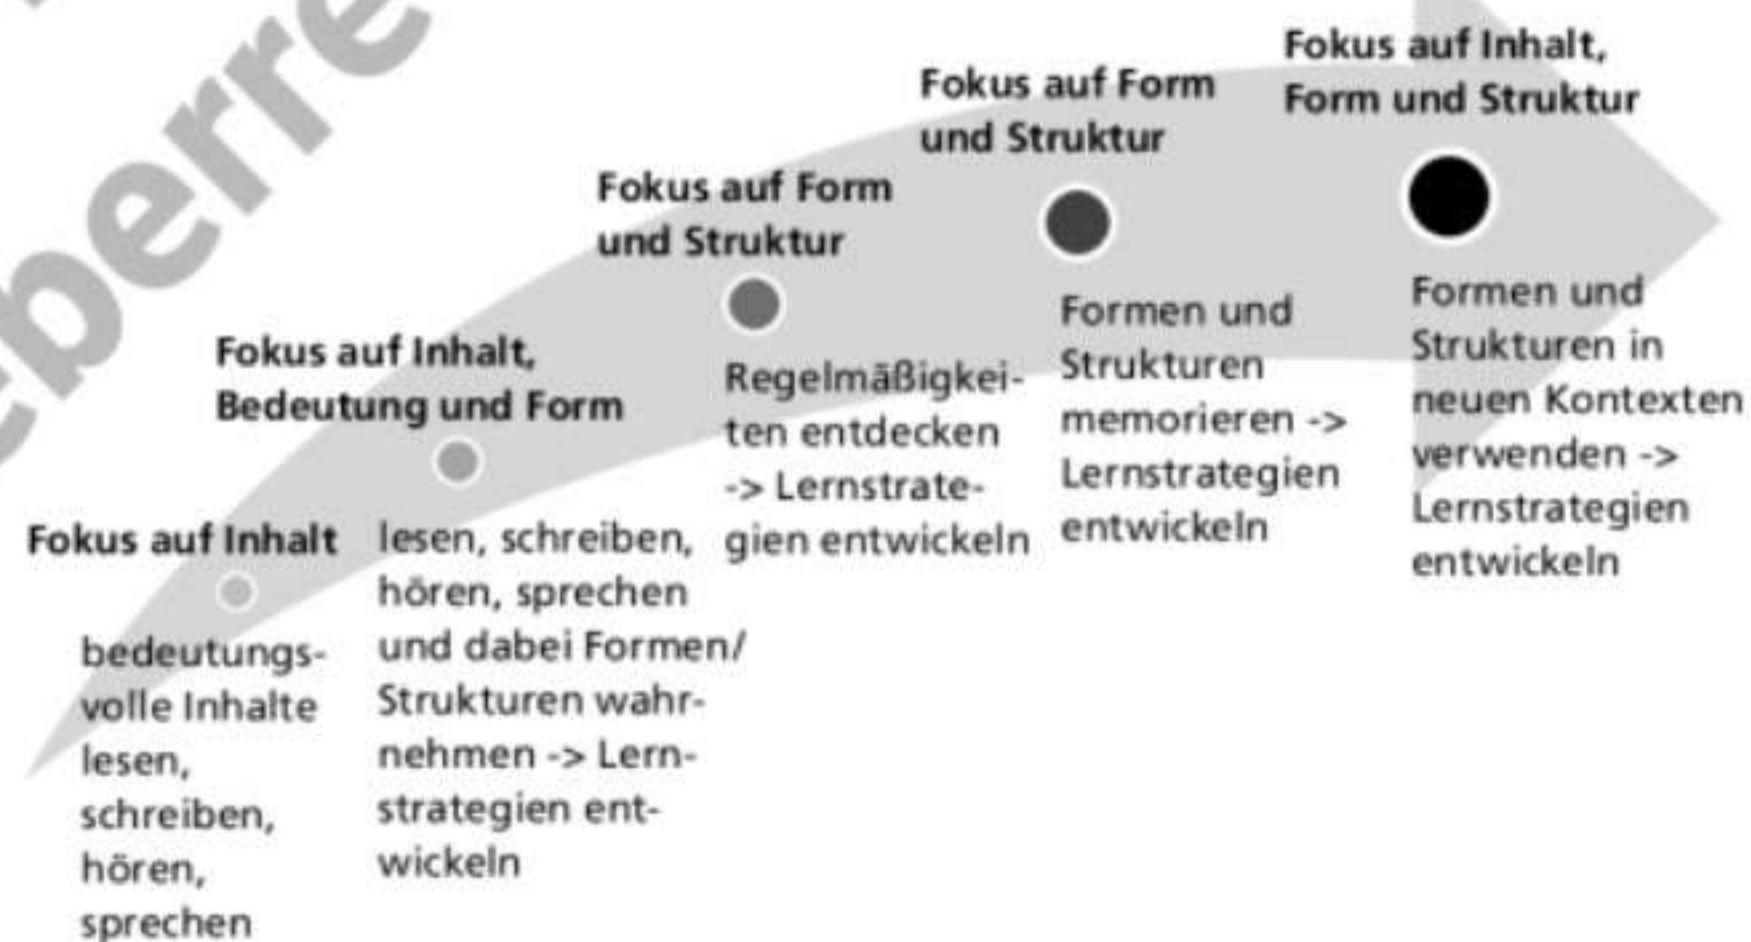 eberre
Fokus auf Inhalt
bedeutungs-
volle Inhalte
lesen,
schreiben,
hören,
sprechen
Fokus auf Inhalt,
Bedeutung und Form
lesen, schreiben,
hören, sprechen
und dabei Formen/
Strukturen wahr-
nehmen -> Lern-
strategien ent-
wickeln
Fokus auf Form
und Struktur
Regelmäßigkei-
ten entdecken
-> Lernstrate-
gien entwickeln
Fokus auf Form
und Struktur
Formen und
Strukturen
memorieren ->
Lernstrategien
entwickeln
Fokus auf Inhalt,
Form und Struktur
Formen und
Strukturen in
neuen Kontexten
verwenden ->
Lernstrategien
entwickeln